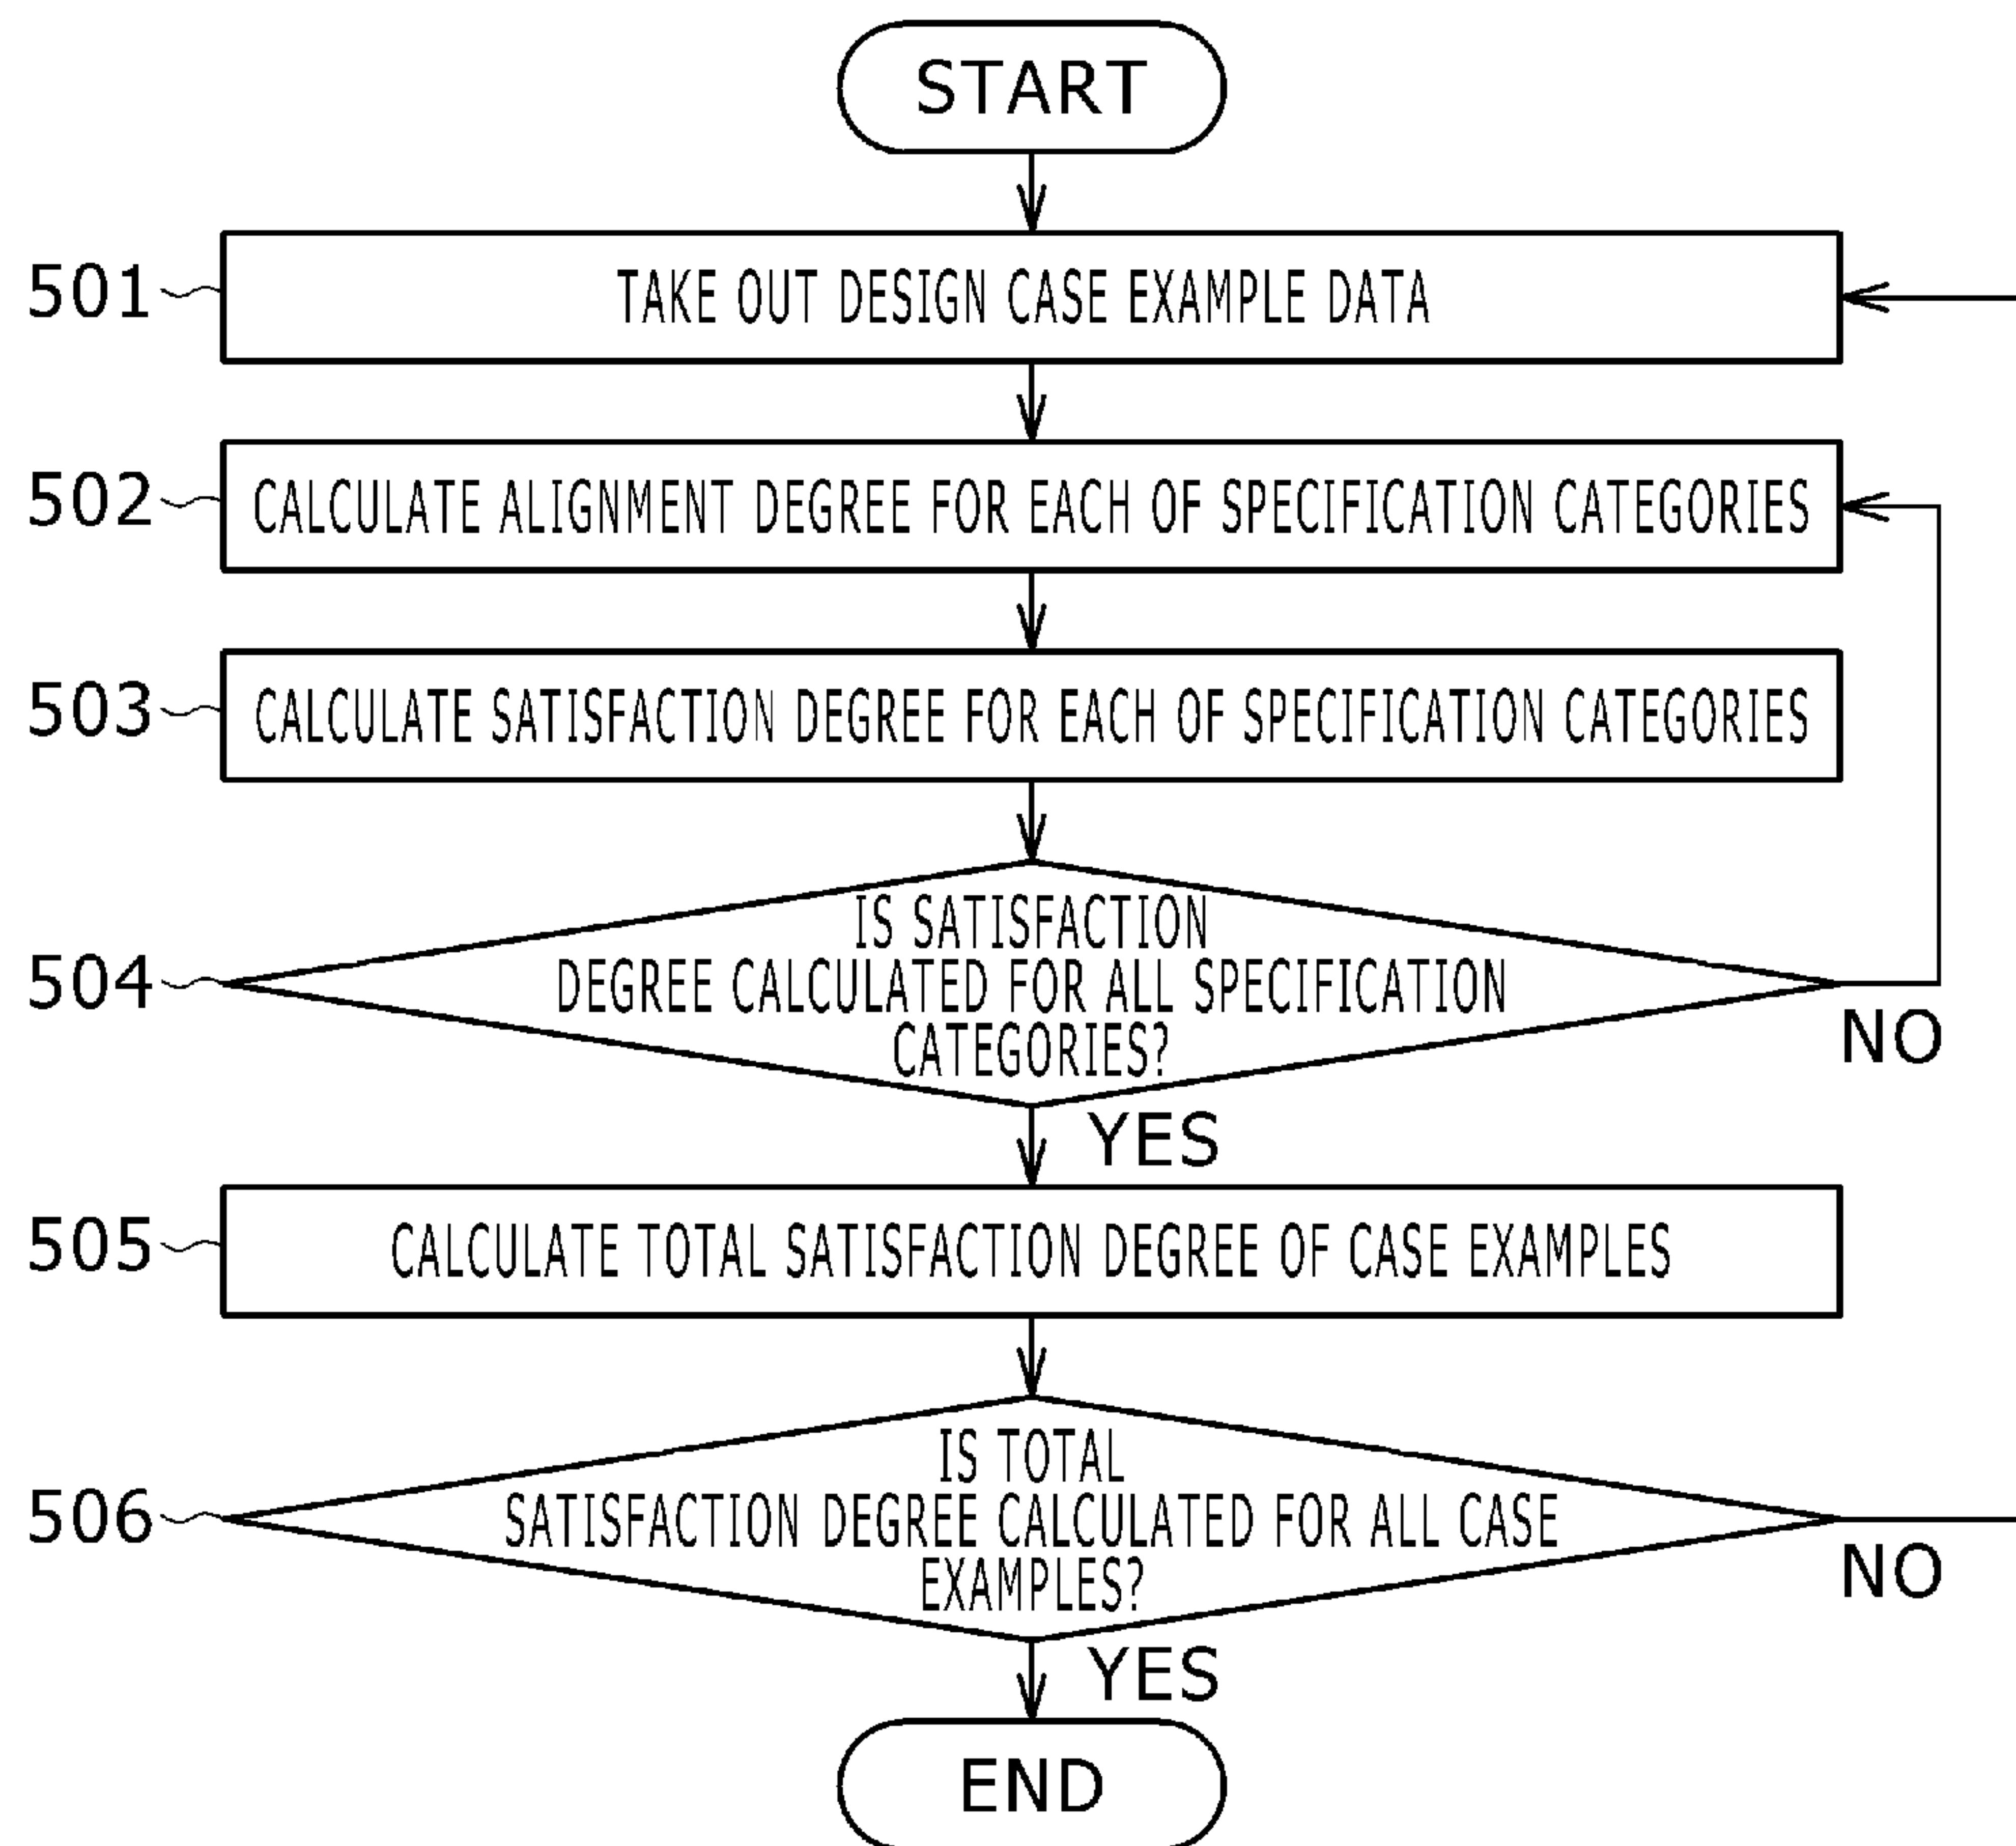 START
501
TAKE OUT DESIGN CASE EXAMPLE DATA
502
CALCULATE ALIGNMENT DEGREE FOR EACH OF SPECIFICATION CATEGORIES
503
CALCULATE SATISFACTION DEGREE FOR EACH OF SPECIFICATION CATEGORIES
504
IS SATISFACTION
DEGREE CALCULATED FOR ALL SPECIFICATION
CATEGORIES?
NO
YES
505
CALCULATE TOTAL SATISFACTION DEGREE OF CASE EXAMPLES
506
IS TOTAL
SATISFACTION DEGREE CALCULATED FOR ALL CASE
EXAMPLES?
NO
YES
END